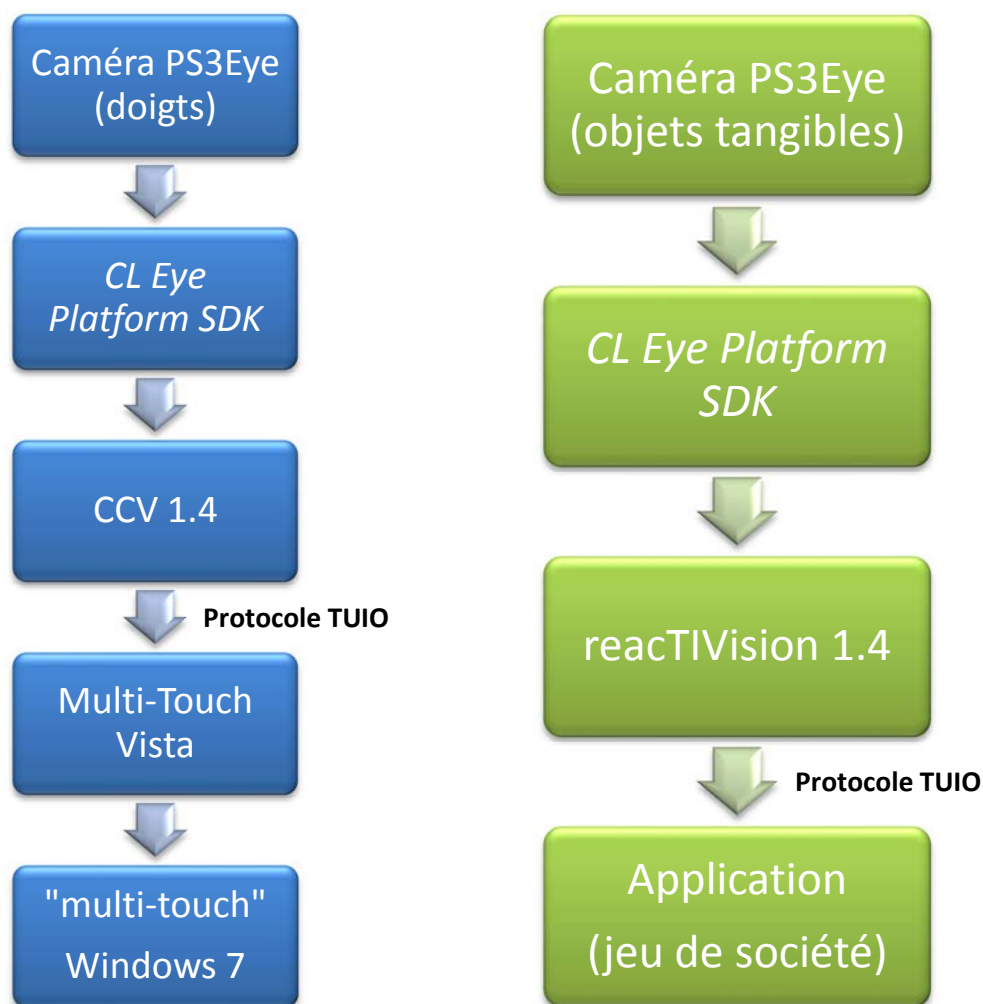 Caméra PS3Eye
(doigts)
CL Eye
Platform SDK
CCV 1.4
Protocole TUIO
Multi-Touch
Vista
"multi-touch"
Windows 7
Caméra PS3Eye
(objets tangibles)
CL Eye Platform
SDK
reacTIVision 1.4
Protocole TUIO
Application
(jeu de société)